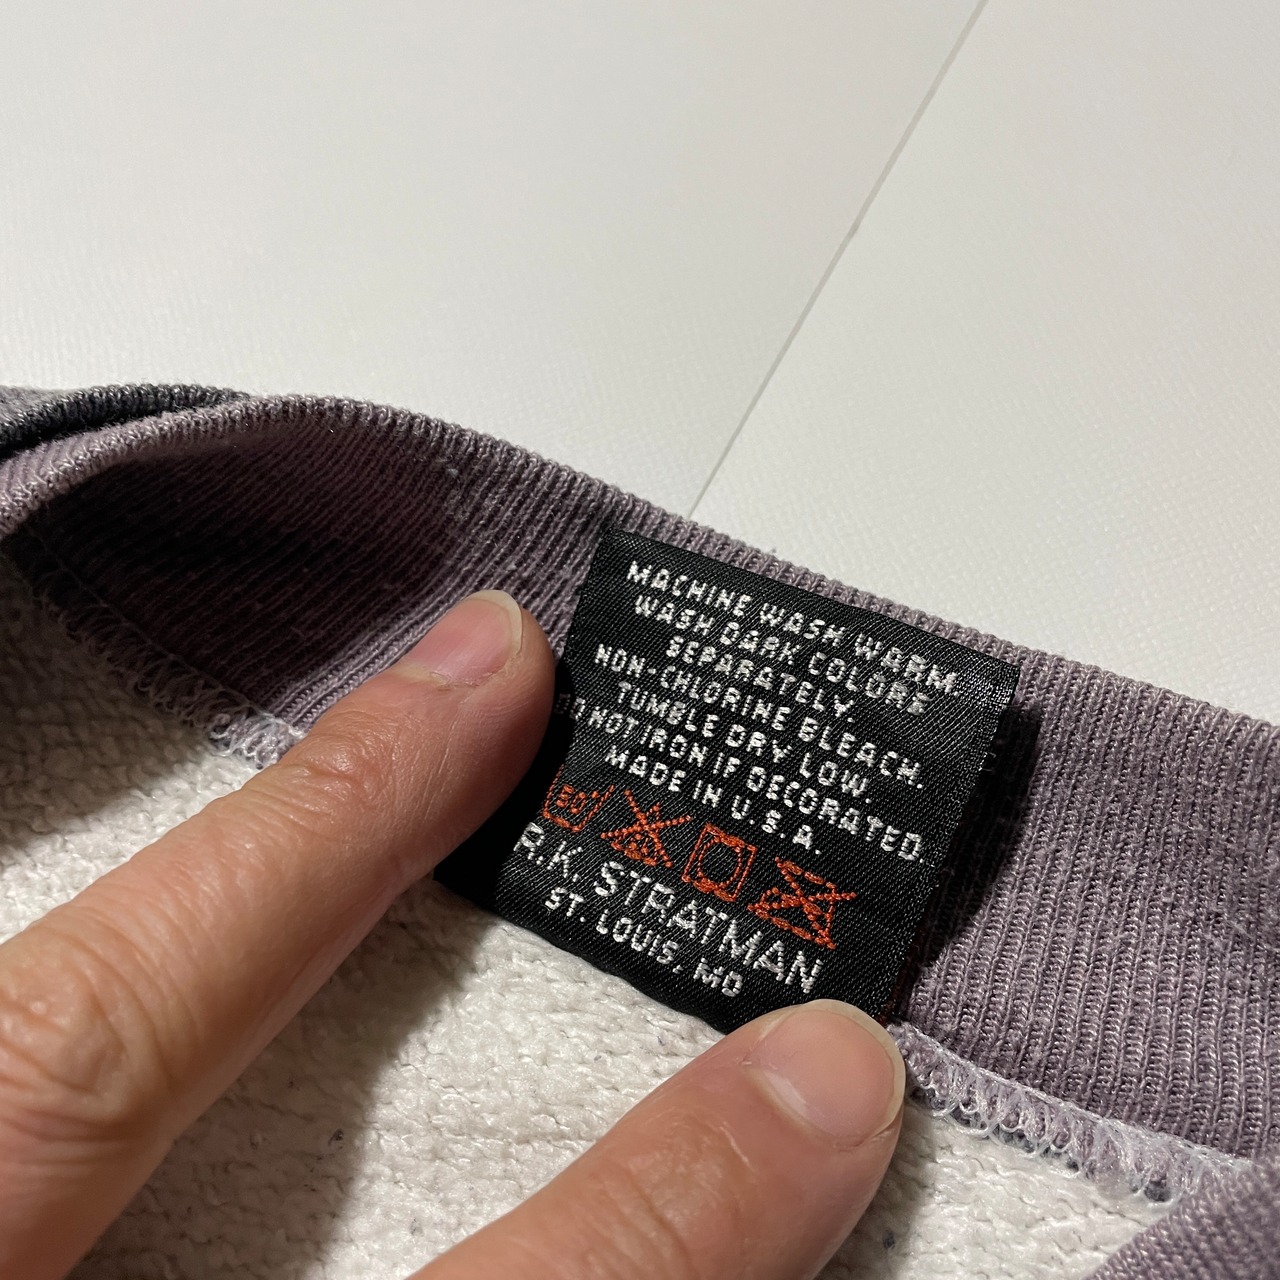 MACHINE WASH WARM.
WASH DARK COLORS
SEPARATELY.
NON-CHLORINE BLEACH.
TUMBLE DRY LOW.
DO NOT IRON IF DECORATED.
MADE IN U.S.A.
30°
R.K. STRATMAN
ST. LOUIS, MO